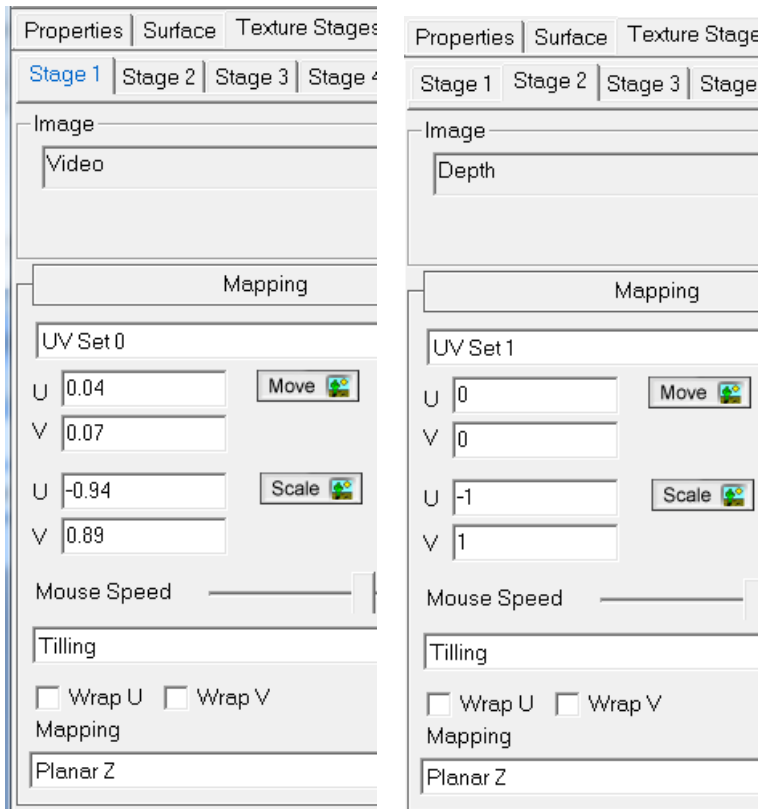 Properties Surface Texture Stages
Stage 1 Stage 2 Stage 3 Stage 4
Image
Video
Mapping
UV Set 0
U 0.04 Move
V 0.07
U -0.94 Scale
V 0.89
Mouse Speed
Tilling
Wrap U Wrap V
Mapping
Planar Z
Properties Surface Texture Stage
Stage 1 Stage 2 Stage 3 Stage
Image
Depth
Mapping
UV Set 1
U 0 Move
V 0
U -1 Scale
V 1
Mouse Speed
Tilling
Wrap U Wrap V
Mapping
Planar Z